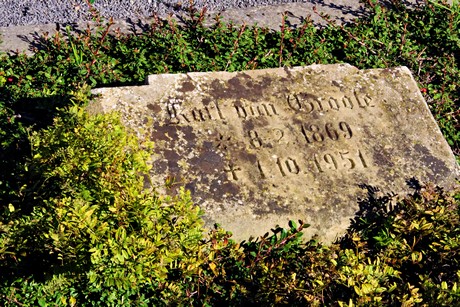 Karl von Groote
* 8.2.1869
† 1.10.1951